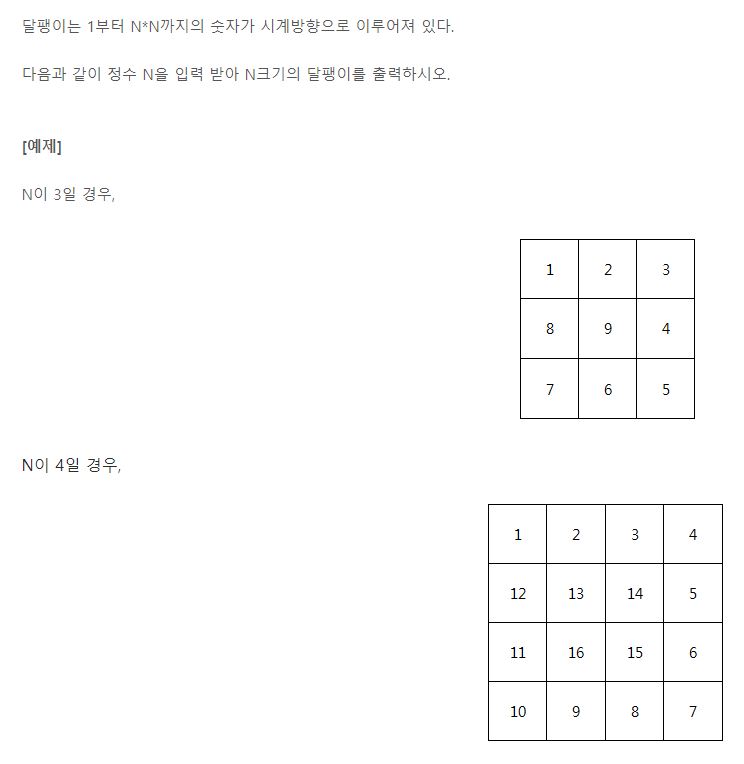 달팽이는 1부터 N*N까지의 숫자가 시계방향으로 이루어져 있다.
다음과 같이 정수 N을 입력 받아 N크기의 달팽이를 출력하시오.
[예제]
N이 3일 경우,
1 2 3
8 9 4
7 6 5
N이 4일 경우,
1 2 3 4
12 13 14 5
11 16 15 6
10 9 8 7